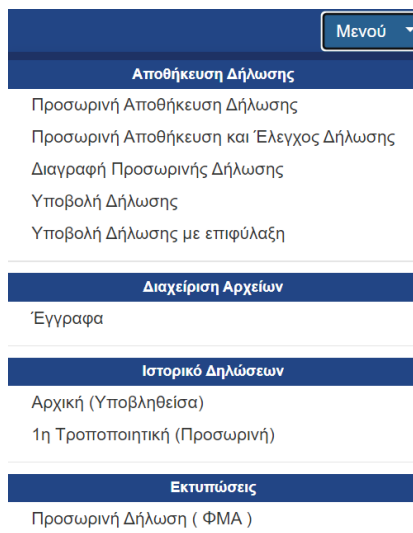 Μενού
Αποθήκευση Δήλωσης
Προσωρινή Αποθήκευση Δήλωσης
Προσωρινή Αποθήκευση και Έλεγχος Δήλωσης
Διαγραφή Προσωρινής Δήλωσης
Υποβολή Δήλωσης
Υποβολή Δήλωσης με επιφύλαξη
Διαχείριση Αρχείων
Έγγραφα
Ιστορικό Δηλώσεων
Αρχική (Υποβληθείσα)
1η Τροποποιητική (Προσωρινή)
Εκτυπώσεις
Προσωρινή Δήλωση ( ΦΜΑ )